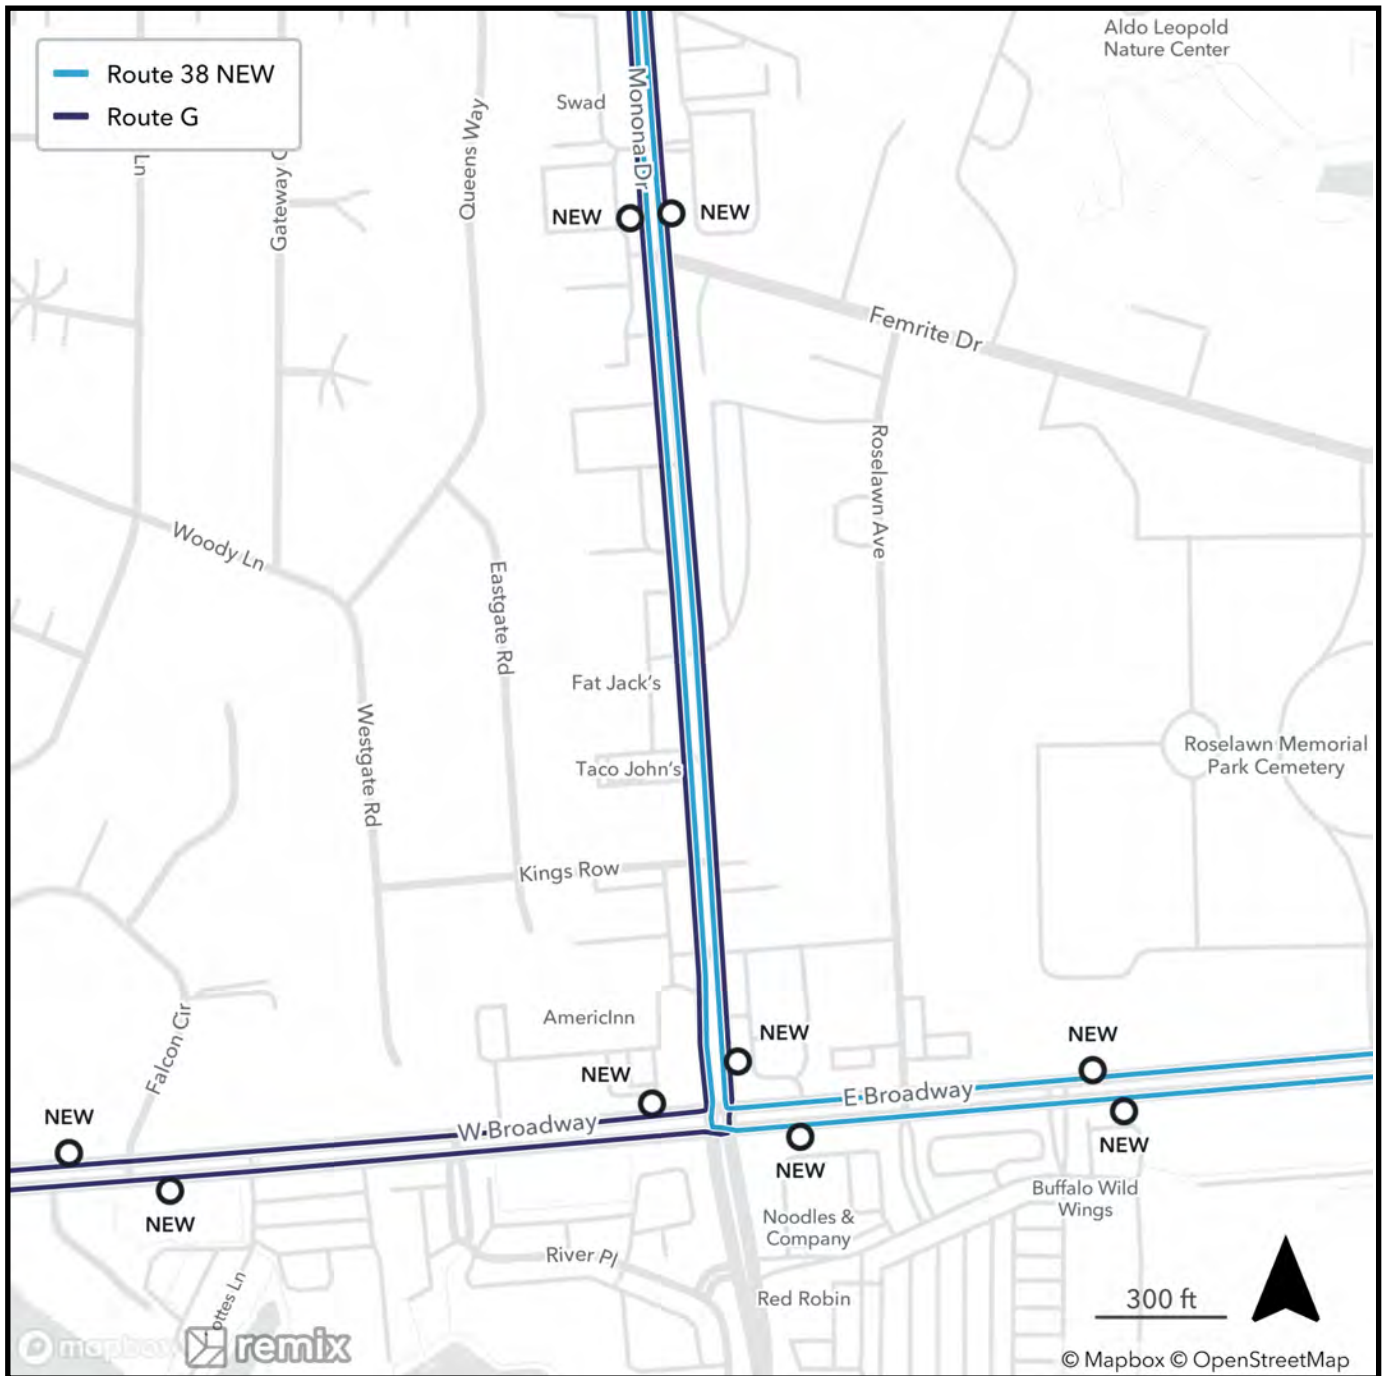 Aldo Leopold
Nature Center
Route 38 NEW
Route G
Swad
Monona Dr
Queens Way
Ln
Gateway
NEW
NEW
Femrite Dr
Roselawn Ave
Woody Ln
Eastgate Rd
Fat Jack's
Westgate Rd
Roselawn Memorial
Park Cemetery
Taco John's
Kings Row
AmericInn
Falcon Cir
NEW
NEW
NEW
E Broadway
NEW
W Broadway
NEW
NEW
NEW
NEW
Buffalo Wild
Wings
Noodles &
Company
River Pl
Red Robin
ottes Ln
300 ft
mapbox
remix
© Mapbox © OpenStreetMap